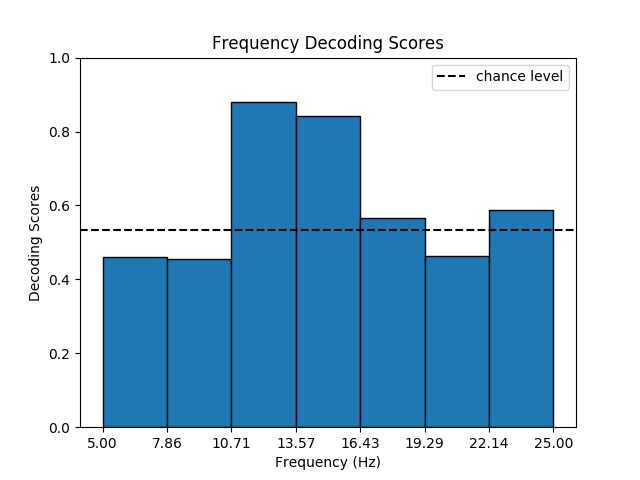 Frequency Decoding Scores
1.0
chance level
0.8
0.6
Decoding Scores
0.4
0.2
0.0
5.00 7.86 10.71 13.57 16.43 19.29 22.14 25.00
Frequency (Hz)